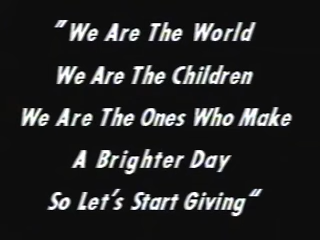 "We Are The World
We Are The Children
We Are The Ones Who Make
A Brighter Day
So Let's Start Giving"